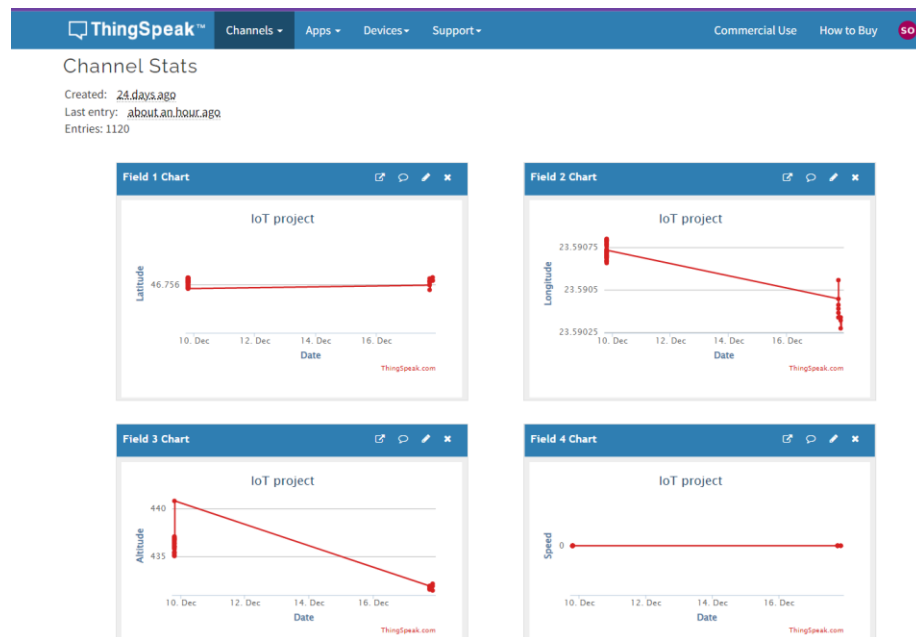 ThingSpeak™ Channels Apps Devices Support Commercial Use How to Buy SO
Channel Stats
Created: 24 days ago
Last entry: about an hour ago
Entries: 1120
Field 1 Chart
IoT project
Latitude
46.756
10. Dec 12. Dec 14. Dec 16. Dec
Date
ThingSpeak.com
Field 2 Chart
IoT project
Longitude
23.59075
23.5905
23.59025
10. Dec 12. Dec 14. Dec 16. Dec
Date
ThingSpeak.com
Field 3 Chart
IoT project
Altitude
440
435
10. Dec 12. Dec 14. Dec 16. Dec
Date
ThingSpeak.com
Field 4 Chart
IoT project
Speed
0
10. Dec 12. Dec 14. Dec 16. Dec
Date
ThingSpeak.com